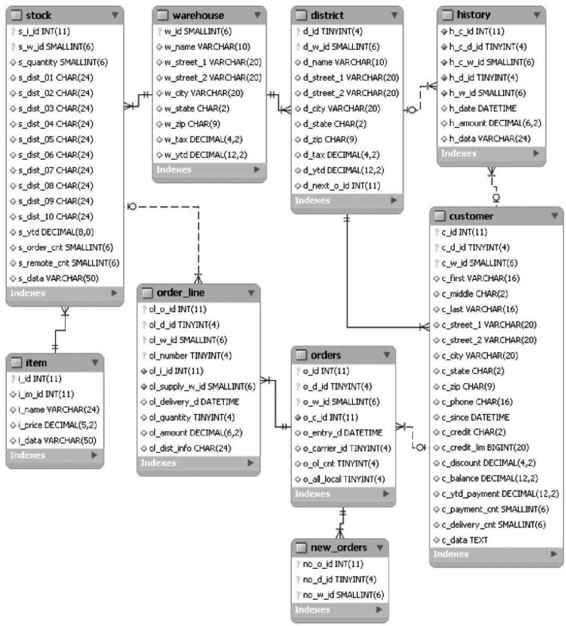 stock
s_i_id INT(11)
s_w_id SMALLINT(6)
s_quantity SMALLINT(6)
s_dist_01 CHAR(24)
s_dist_02 CHAR(24)
s_dist_03 CHAR(24)
s_dist_04 CHAR(24)
s_dist_05 CHAR(24)
s_dist_06 CHAR(24)
s_dist_07 CHAR(24)
s_dist_08 CHAR(24)
s_dist_09 CHAR(24)
s_dist_10 CHAR(24)
s_ytd DECIMAL(8,0)
s_order_cnt SMALLINT(6)
s_remote_cnt SMALLINT(6)
s_data VARCHAR(50)
Indexes
warehouse
w_id SMALLINT(6)
w_name VARCHAR(10)
w_street_1 VARCHAR(20)
w_street_2 VARCHAR(20)
w_city VARCHAR(20)
w_state CHAR(2)
w_zip CHAR(9)
w_tax DECIMAL(4,2)
w_ytd DECIMAL(12,2)
Indexes
district
d_id TINYINT(4)
d_w_id SMALLINT(6)
d_name VARCHAR(10)
d_street_1 VARCHAR(20)
d_street_2 VARCHAR(20)
d_city VARCHAR(20)
d_state CHAR(2)
d_zip CHAR(9)
d_tax DECIMAL(4,2)
d_ytd DECIMAL(12,2)
d_next_o_id INT(11)
Indexes
history
h_c_id INT(11)
h_c_d_id TINYINT(4)
h_c_w_id SMALLINT(6)
h_d_id TINYINT(4)
h_w_id SMALLINT(6)
h_date DATETIME
h_amount DECIMAL(6,2)
h_data VARCHAR(24)
Indexes
customer
c_id INT(11)
c_d_id TINYINT(4)
c_w_id SMALLINT(6)
c_first VARCHAR(16)
c_middle CHAR(2)
c_last VARCHAR(16)
c_street_1 VARCHAR(20)
c_street_2 VARCHAR(20)
c_city VARCHAR(20)
c_state CHAR(2)
c_zip CHAR(9)
c_phone CHAR(16)
c_since DATETIME
c_credit CHAR(2)
c_credit_lim BIGINT(20)
c_discount DECIMAL(4,2)
c_balance DECIMAL(12,2)
c_ytd_payment DECIMAL(12,2)
c_payment_cnt SMALLINT(6)
c_delivery_cnt SMALLINT(6)
c_data TEXT
Indexes
order_line
ol_o_id INT(11)
ol_d_id TINYINT(4)
ol_w_id SMALLINT(6)
ol_number TINYINT(4)
ol_i_id INT(11)
ol_supply_w_id SMALLINT(6)
ol_delivery_d DATETIME
ol_quantity TINYINT(4)
ol_amount DECIMAL(6,2)
ol_dist_info CHAR(24)
Indexes
item
i_id INT(11)
i_im_id INT(11)
i_name VARCHAR(24)
i_price DECIMAL(5,2)
i_data VARCHAR(50)
Indexes
orders
o_id INT(11)
o_d_id TINYINT(4)
o_w_id SMALLINT(6)
o_c_id INT(11)
o_entry_d DATETIME
o_carrier_id TINYINT(4)
o_ol_cnt TINYINT(4)
o_all_local TINYINT(4)
Indexes
new_orders
no_o_id INT(11)
no_d_id TINYINT(4)
no_w_id SMALLINT(6)
Indexes